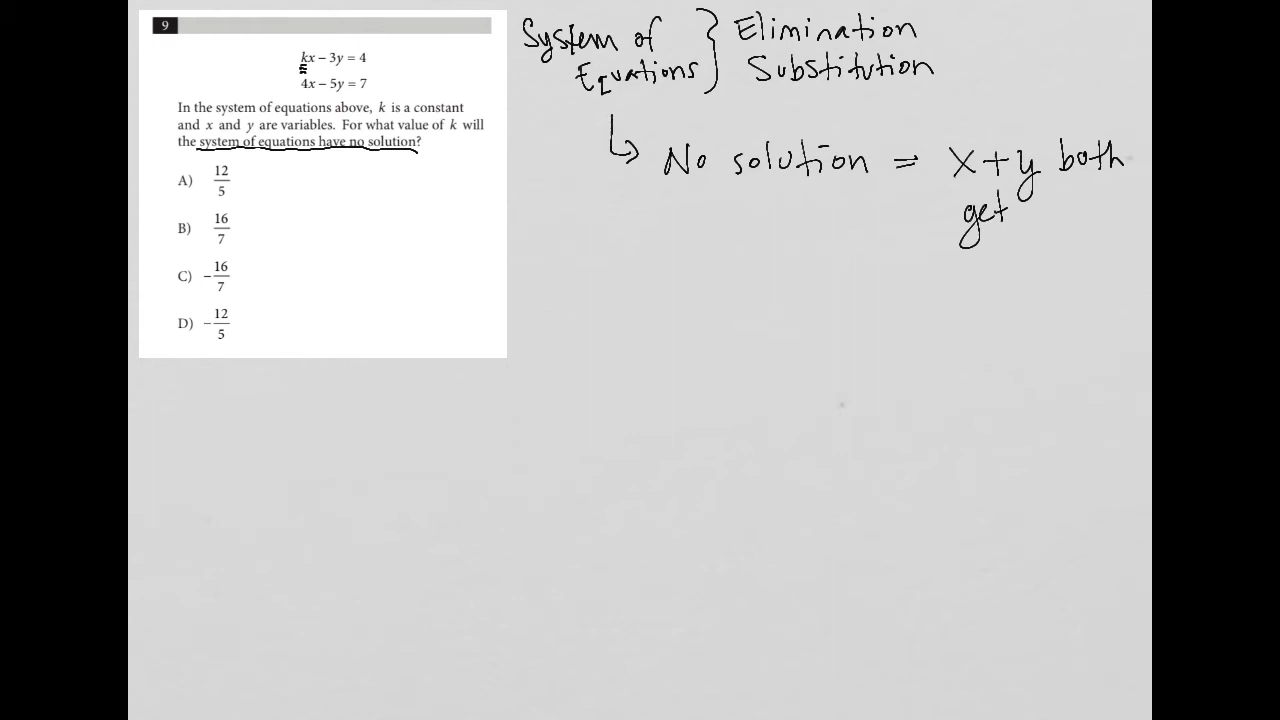 9
kx − 3y = 4
4x − 5y = 7
In the system of equations above, k is a constant
and x and y are variables. For what value of k will
the system of equations have no solution?
A) 12/5
B) 16/7
C) −16/7
D) −12/5
System of } Elimination
Equations } Substitution
↳ No solution = x + y both
get